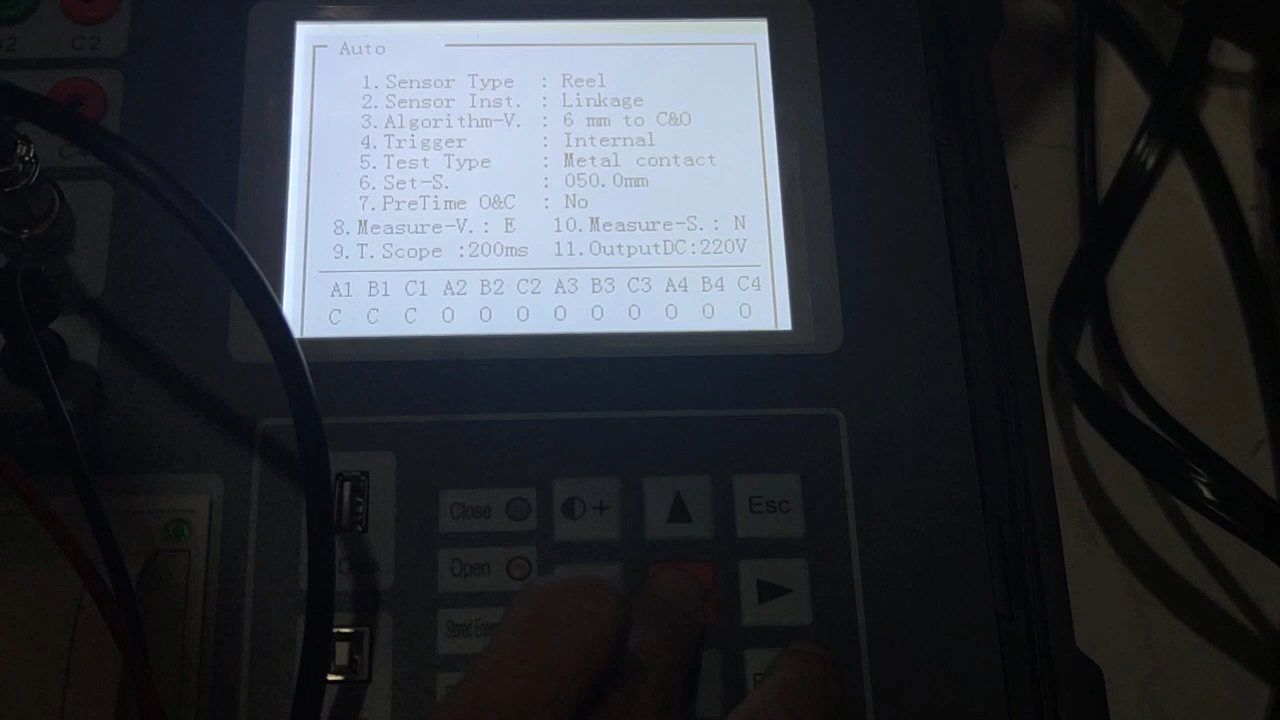 C2
Auto
1. Sensor Type : Reel
2. Sensor Inst. : Linkage
3. Algorithm-V. : 6 mm to C&O
4. Trigger : Internal
5. Test Type : Metal contact
6. Set-S. : 050.0mm
7. PreTime O&C : No
8. Measure-V. : E 10. Measure-S. : N
9. T. Scope :200ms 11. OutputDC:220V
A1 B1 C1 A2 B2 C2 A3 B3 C3 A4 B4 C4
C C C O O O O O O O O O
Close + Esc
Open
Stored